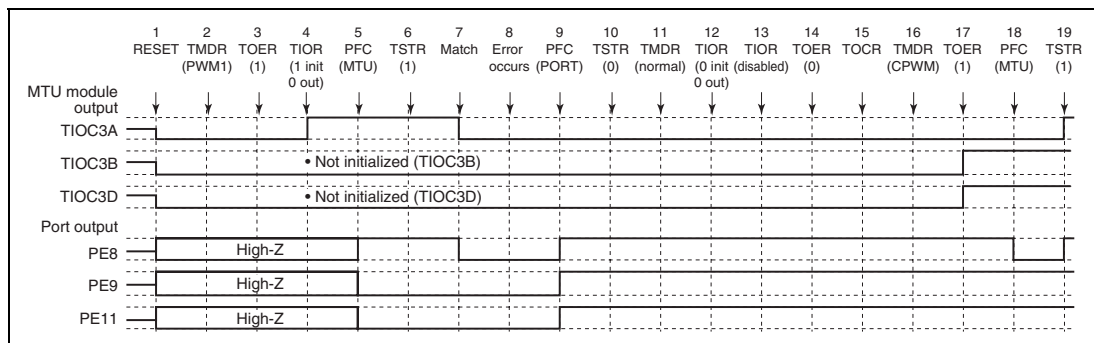 1 2 3 4 5 6 7 8 9 10 11 12 13 14 15 16 17 18 19
RESET TMDR TOER TIOR PFC TSTR Match Error PFC TSTR TMDR TIOR TIOR TOER TOCR TMDR TOER PFC TSTR
(PWM1) (1) (1 init (MTU) (1) occurs (PORT) (0) (normal) (0 init (disabled) (0) (CPWM) (1) (MTU) (1)
0 out) 0 out)
MTU module
output
TIOC3A
TIOC3B • Not initialized (TIOC3B)
TIOC3D • Not initialized (TIOC3D)
Port output
PE8 High-Z
PE9 High-Z
PE11 High-Z